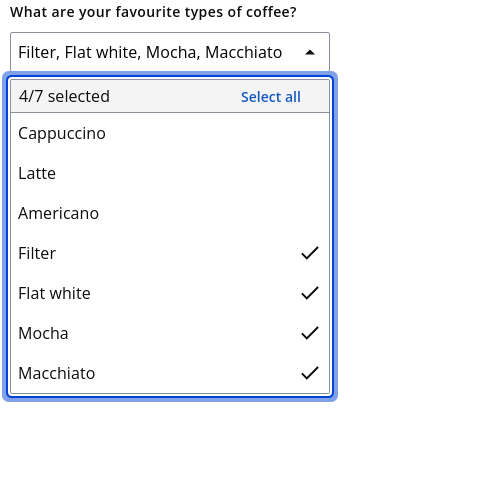 What are your favourite types of coffee?
Filter, Flat white, Mocha, Macchiato
4/7 selected Select all
Cappuccino
Latte
Americano
Filter
Flat white
Mocha
Macchiato